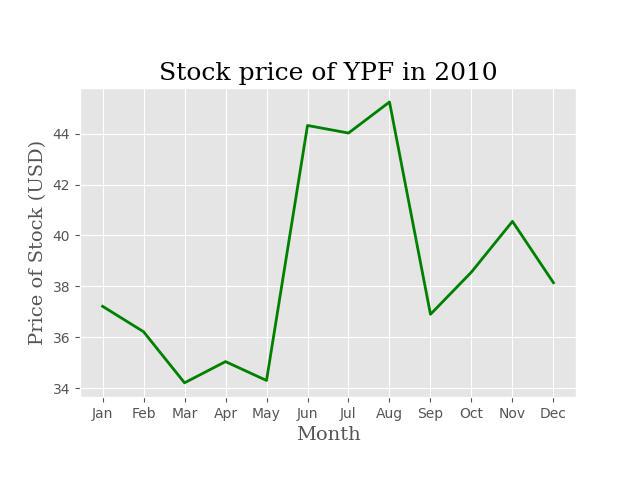 Stock price of YPF in 2010
Price of Stock (USD)
44
42
40
38
36
34
Jan Feb Mar Apr May Jun Jul Aug Sep Oct Nov Dec
Month